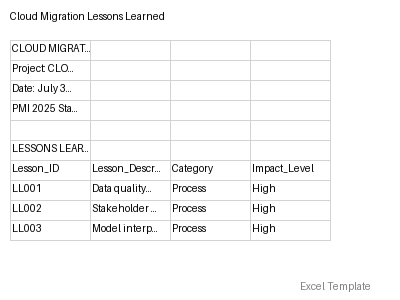 Cloud Migration Lessons Learned
CLOUD MIGRAT...
Project: CLO...
Date: July 3...
PMI 2025 Sta...
LESSONS LEAR...
Lesson_ID Lesson_Descr... Category Impact_Level
LL001 Data quality... Process High
LL002 Stakeholder ... Process High
LL003 Model interp... Process High
Excel Template